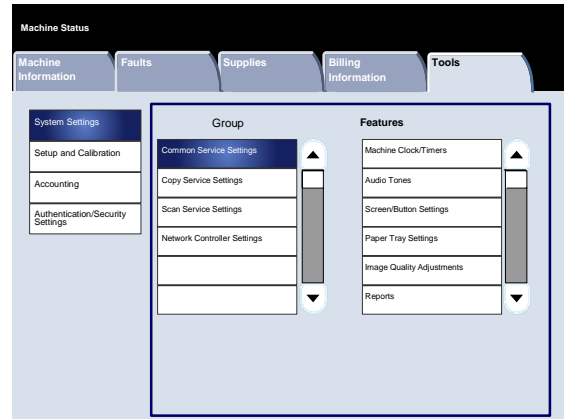 Machine Status
Machine
Information
Faults
Supplies
Billing
Information
Tools
System Settings
Setup and Calibration
Accounting
Authentication/Security
Settings
Group
Common Service Settings
Copy Service Settings
Scan Service Settings
Network Controller Settings
Features
Machine Clock/Timers
Audio Tones
Screen/Button Settings
Paper Tray Settings
Image Quality Adjustments
Reports